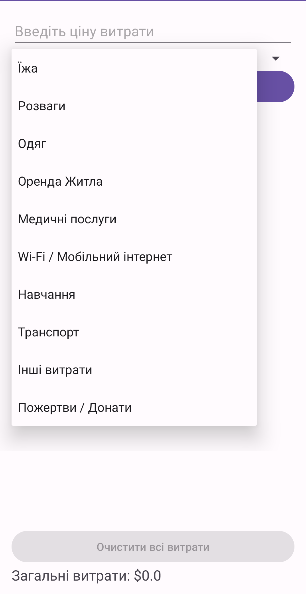 Введіть ціну витрати
Їжа
Розваги
Одяг
Оренда Житла
Медичні послуги
Wi-Fi / Мобільний інтернет
Навчання
Транспорт
Інші витрати
Пожертви / Донати
Очистити всі витрати
Загальні витрати: $0.0